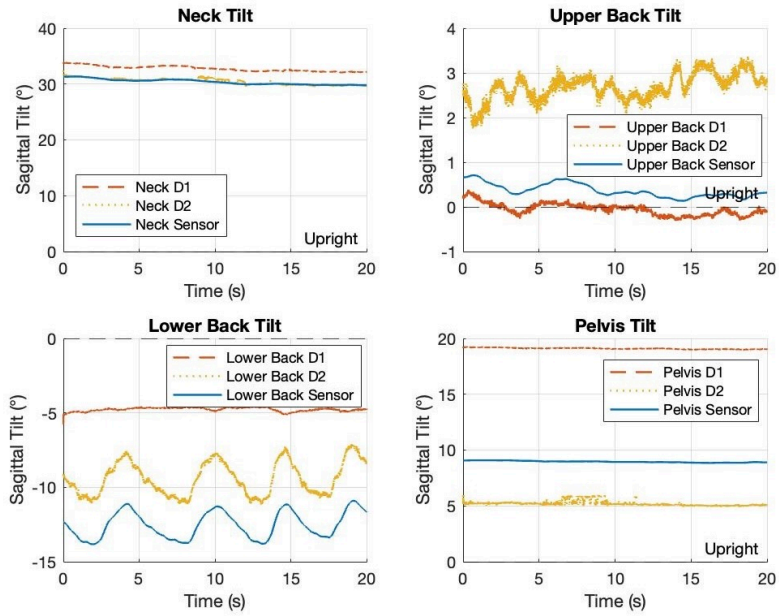 Neck Tilt
Sagittal Tilt (°)
40
30
20
10
0
Neck D1
Neck D2
Neck Sensor
Upright
0 5 10 15 20
Time (s)
Upper Back Tilt
Sagittal Tilt (°)
4
3
2
1
0
-1
Upper Back D1
Upper Back D2
Upper Back Sensor
Upright
0 5 10 15 20
Time (s)
Lower Back Tilt
Sagittal Tilt (°)
0
-5
-10
-15
Lower Back D1
Lower Back D2
Lower Back Sensor
0 5 10 15 20
Time (s)
Pelvis Tilt
Sagittal Tilt (°)
20
15
10
5
0
Pelvis D1
Pelvis D2
Pelvis Sensor
Upright
0 5 10 15 20
Time (s)